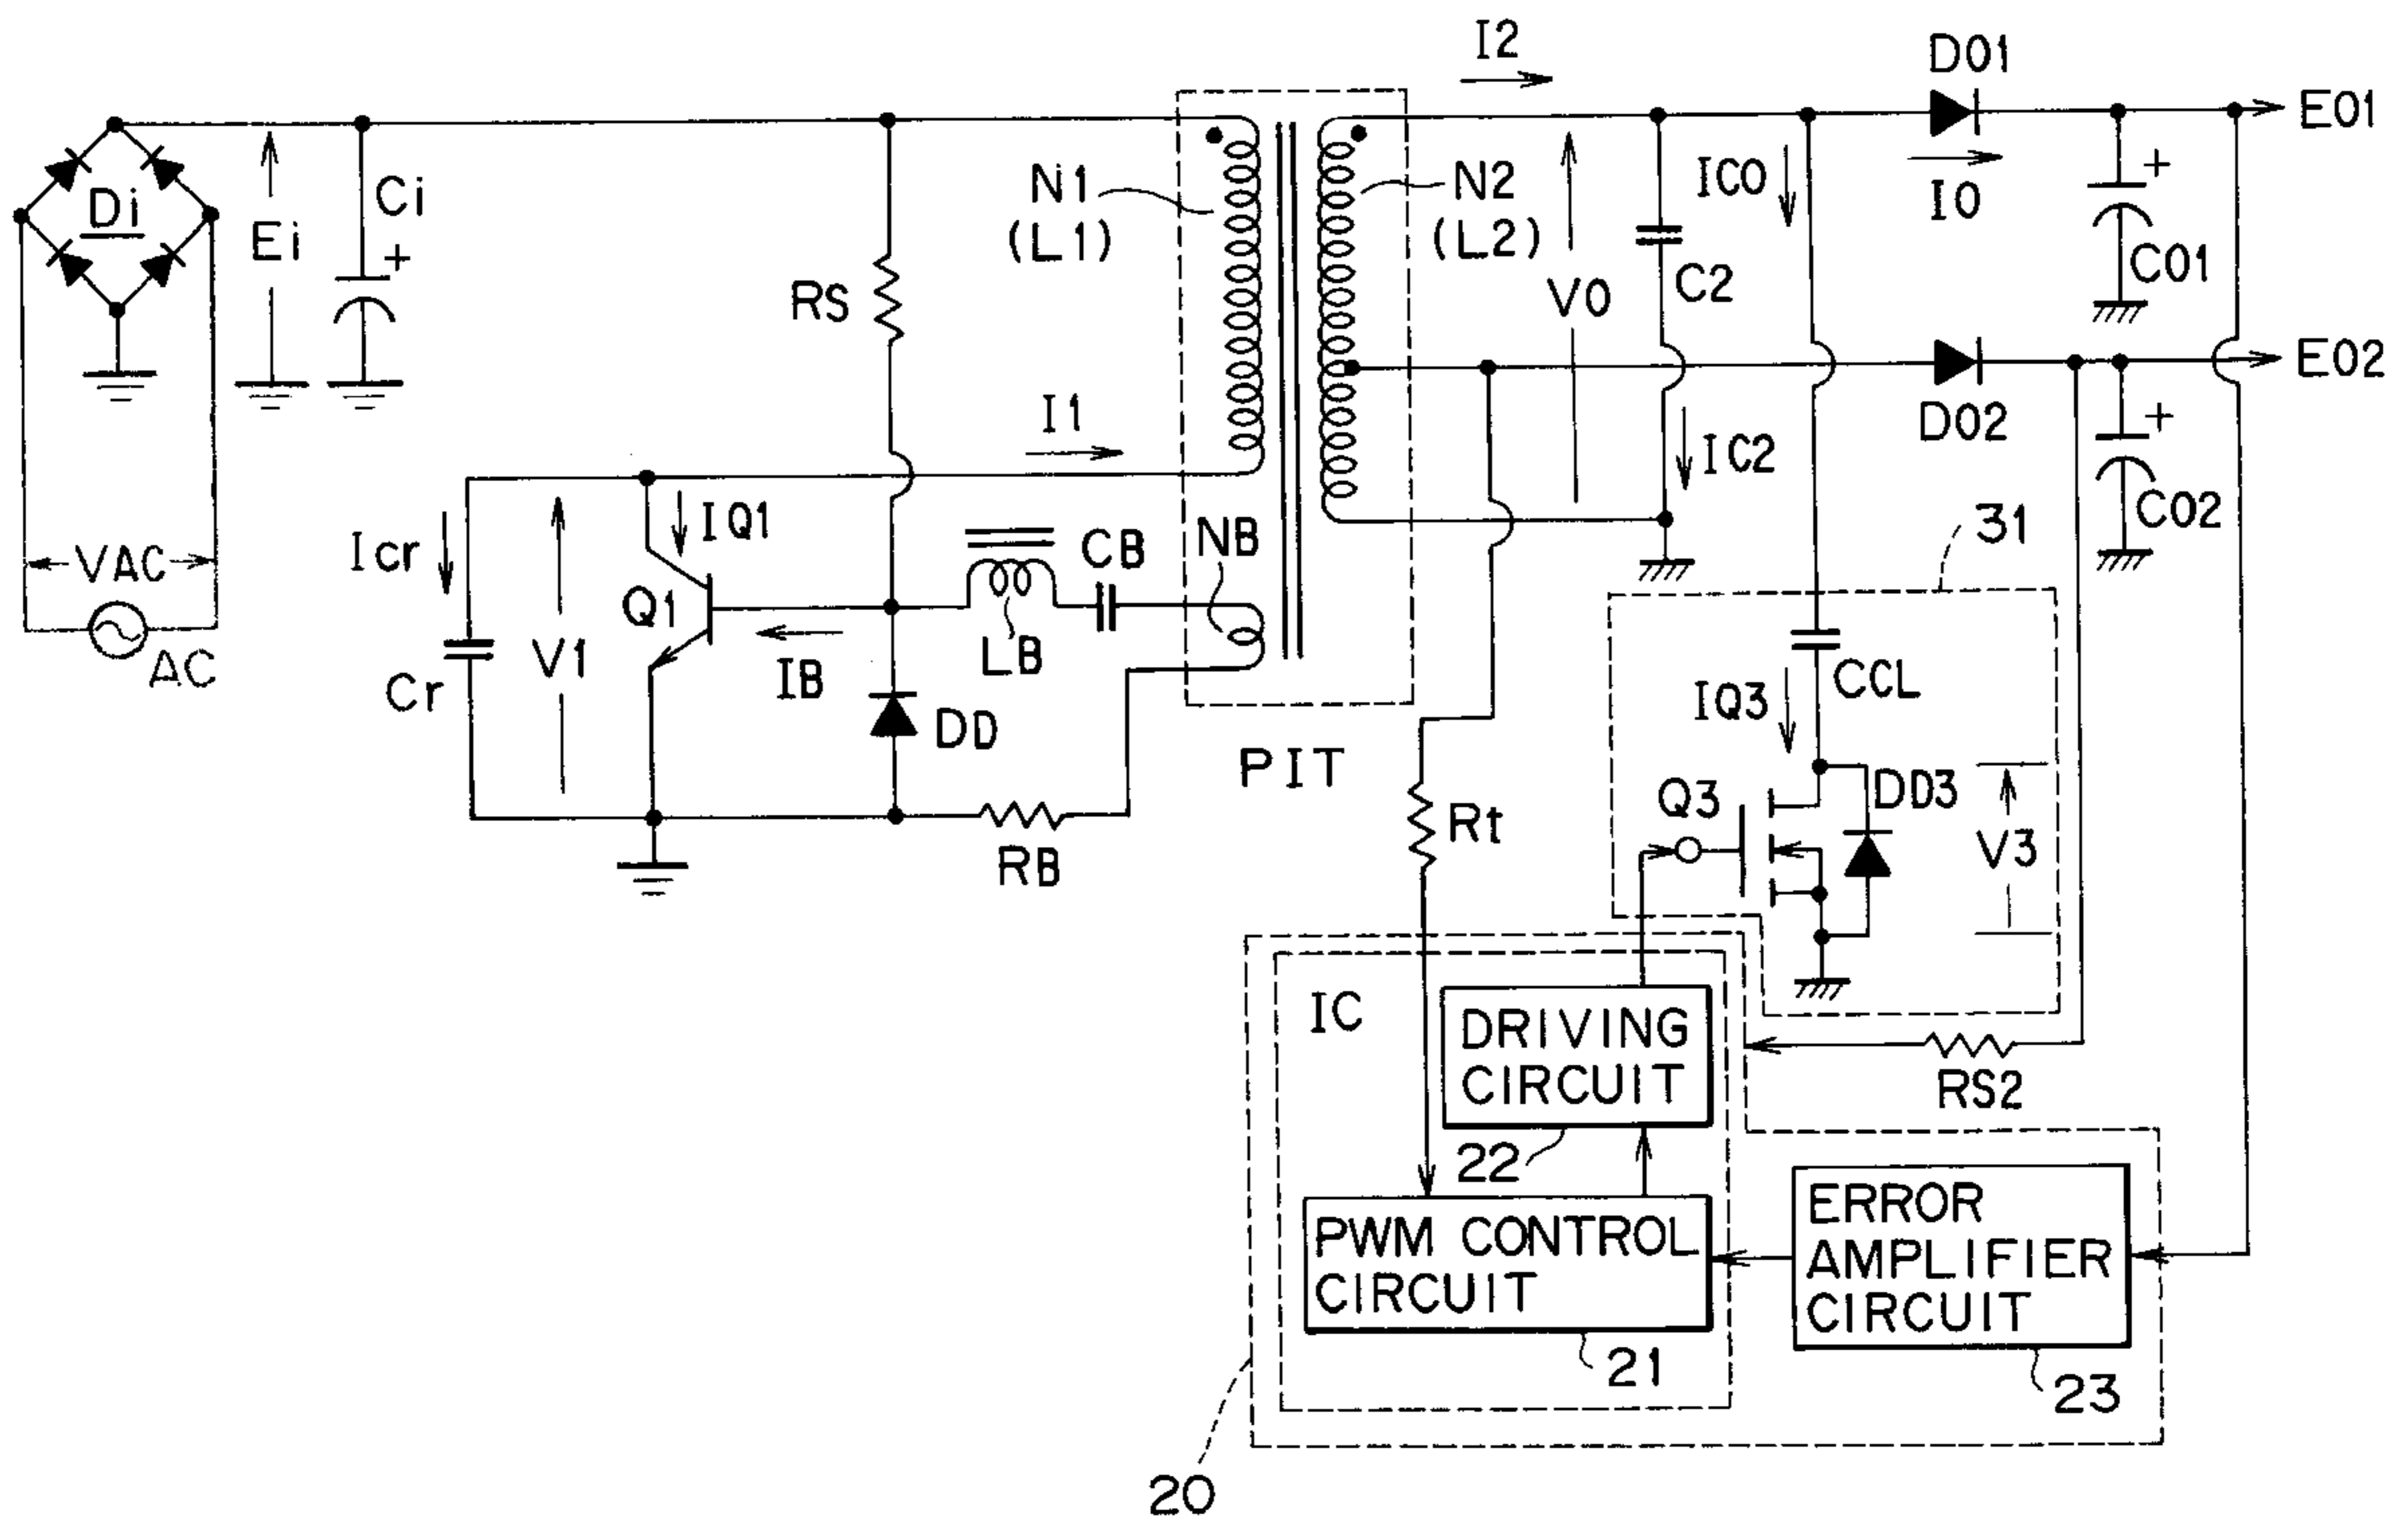 I2
D01
E01
Di
Ei
Ci
+
N1
(L1)
N2
(L2)
IC0
I0
+
C01
RS
V0
C2
E02
D02
+
I1
IC2
C02
31
VAC
AC
Icr
IQ1
CB
NB
Q1
V1
Cr
IB
LB
DD
IQ3
CCL
PIT
Q3
DD3
V3
Rt
RB
IC
DRIVING
CIRCUIT
RS2
22
PWM CONTROL
CIRCUIT
ERROR
AMPLIFIER
CIRCUIT
21
23
20